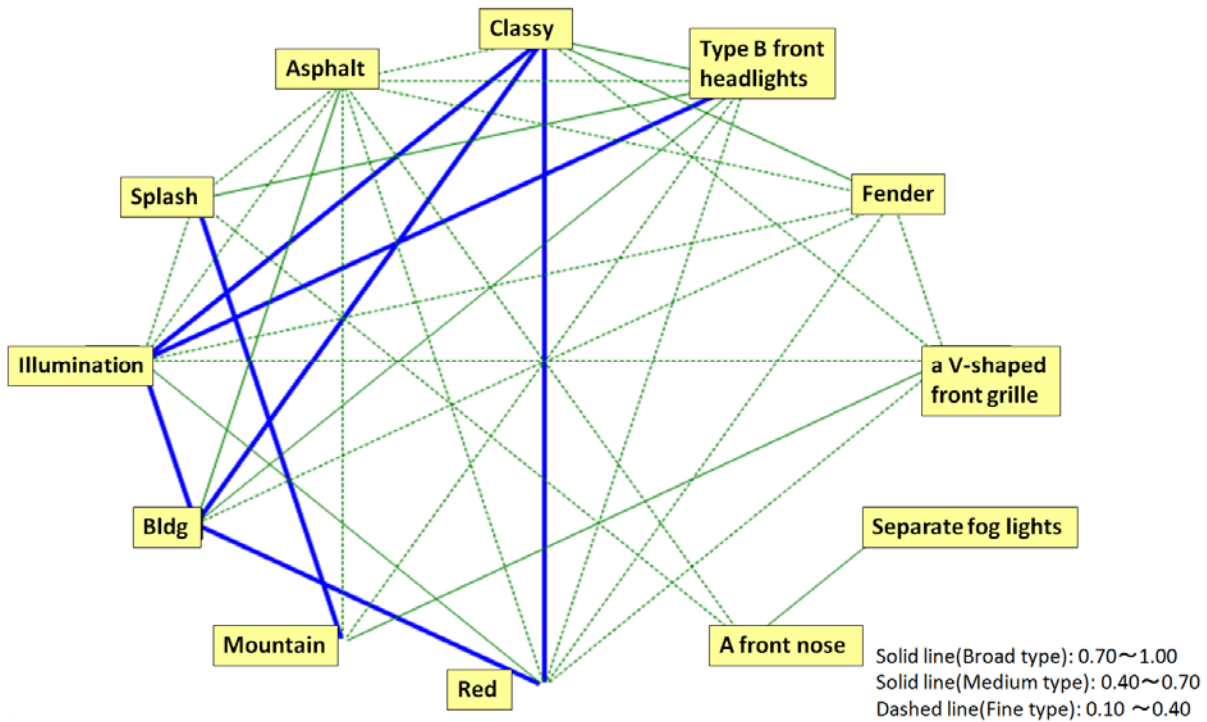 Classy
Type B front
headlights
Asphalt
Splash
Fender
Illumination
a V-shaped
front grille
Bldg
Separate fog lights
Mountain
A front nose
Red
Solid line(Broad type): 0.70～1.00
Solid line(Medium type): 0.40～0.70
Dashed line(Fine type): 0.10 ～0.40